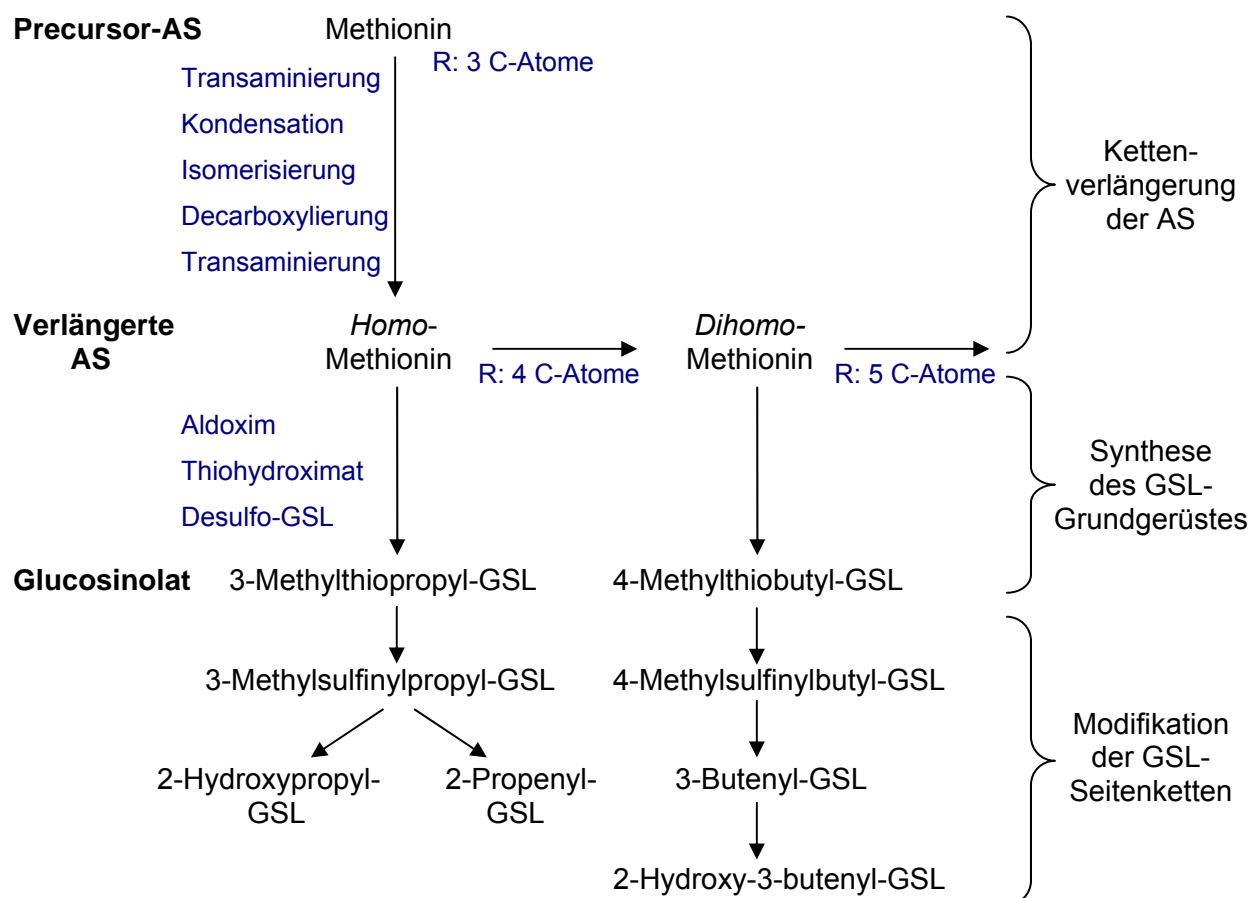 Precursor-AS
Methionin
R: 3 C-Atome
Transaminierung
Kondensation
Isomerisierung
Decarboxylierung
Transaminierung
Ketten-
verlängerung
der AS
Verlängerte
AS
Homo-
Methionin
R: 4 C-Atome
Dihomo-
Methionin
R: 5 C-Atome
Aldoxim
Thiohydroximat
Desulfo-GSL
Synthese
des GSL-
Grundgerüstes
Glucosinolat
3-Methylthiopropyl-GSL
4-Methylthiobutyl-GSL
3-Methylsulfinylpropyl-GSL
4-Methylsulfinylbutyl-GSL
2-Hydroxypropyl-
GSL
2-Propenyl-
GSL
3-Butenyl-GSL
2-Hydroxy-3-butenyl-GSL
Modifikation
der GSL-
Seitenketten